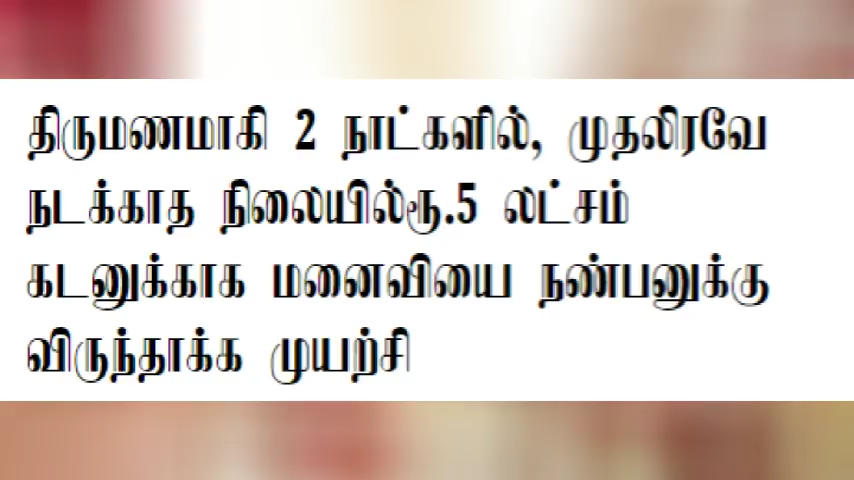 திருமணமாகி 2 நாட்களில், முதலிரவே
நடக்காத நிலையில்ரூ.5 லட்சம்
கடனுக்காக மனைவியை நண்பனுக்கு
விருந்தாக்க முயற்சி